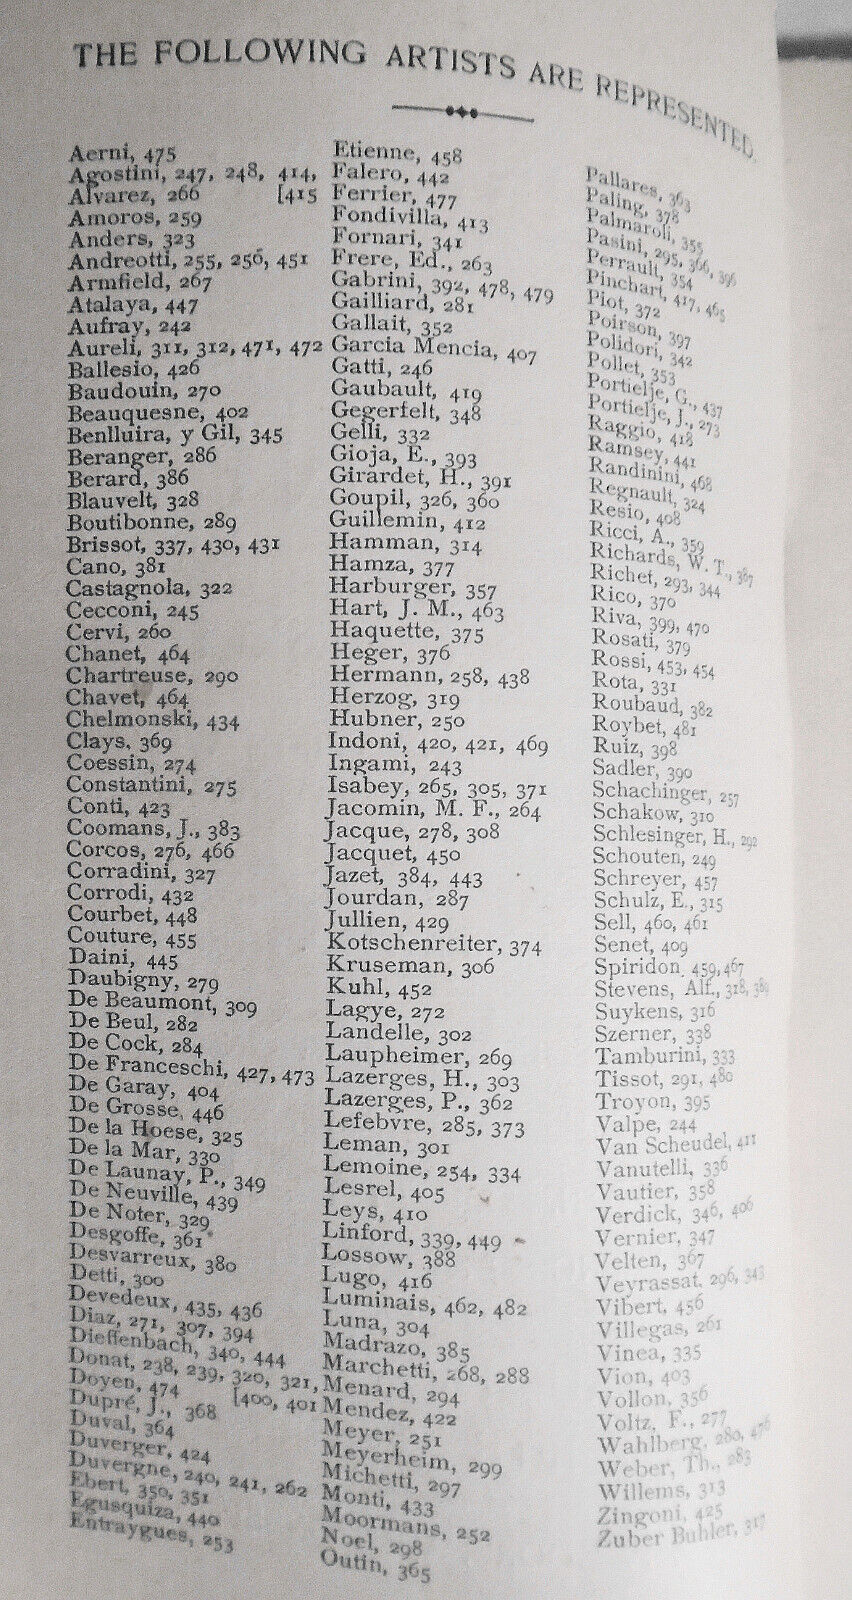 THE FOLLOWING ARTISTS ARE REPRESENTED.
Aerni, 475
Agostini, 247, 248, 414,
Alvarez, 266 [415
Amoros, 259
Anders, 323
Andreotti, 255, 256, 451
Armfield, 267
Atalaya, 447
Aufray, 242
Aureli, 311, 312, 471, 472
Ballesio, 426
Baudouin, 270
Beauquesne, 402
Benlluira, y Gil, 345
Beranger, 286
Berard, 386
Blauvelt, 328
Boutibonne, 289
Brissot, 337, 430, 431
Cano, 381
Castagnola, 322
Cecconi, 245
Cervi, 260
Chanet, 464
Chartreuse, 290
Chavet, 464
Chelmonski, 434
Clays, 369
Coessin, 274
Constantini, 275
Conti, 423
Coomans, J., 383
Corcos, 276, 466
Corradini, 327
Corrodi, 432
Courbet, 448
Couture, 455
Daini, 445
Daubigny, 279
De Beaumont, 309
De Beul, 282
De Cock, 284
De Franceschi, 427, 473
De Garay, 404
De Grosse, 446
De la Hoese, 325
De la Mar, 330
De Launay, P., 349
De Neuville, 439
De Noter, 329
Desgoffe, 361
Desvarreux, 380
Detti, 300
Devedeux, 435, 436
Diaz, 271, 307, 394
Dieffenbach, 340, 444
Donat, 238, 239, 320, 321,
Doyen, 474 [400, 401
Dupré, J., 368
Duval, 364
Duverger, 424
Duvergne, 240, 241, 262
Ebert, 350, 351
Egusquiza, 440
Entraygues, 253
Etienne, 458
Falero, 442
Ferrier, 477
Fondivilla, 413
Fornari, 341
Frere, Ed., 263
Gabrini, 392, 478, 479
Gailliard, 281
Gallait, 352
Garcia Mencia, 407
Gatti, 246
Gaubault, 419
Gegerfelt, 348
Gelli, 332
Gioja, E., 393
Girardet, H., 391
Goupil, 326, 360
Guillemin, 412
Hamman, 314
Hamza, 377
Harburger, 357
Hart, J. M., 463
Haquette, 375
Heger, 376
Hermann, 258, 438
Herzog, 319
Hubner, 250
Indoni, 420, 421, 469
Ingami, 243
Isabey, 265, 305, 371
Jacomin, M. F., 264
Jacque, 278, 308
Jacquet, 450
Jazet, 384, 443
Jourdan, 287
Jullien, 429
Kotschenreiter, 374
Kruseman, 306
Kuhl, 452
Lagye, 272
Landelle, 302
Laupheimer, 269
Lazerges, H., 303
Lazerges, P., 362
Lefebvre, 285, 373
Leman, 301
Lemoine, 254, 334
Lesrel, 405
Leys, 410
Linford, 339, 449
Lossow, 388
Lugo, 416
Luminais, 462, 482
Luna, 304
Madrazo, 385
Marchetti, 268, 288
Menard, 294
Mendez, 422
Meyer, 251
Meyerheim, 299
Michetti, 297
Monti, 433
Moormans, 252
Noel, 298
Outin, 365
Pallares, 363
Paling, 378
Palmaroli, 355
Pasini, 295, 366, 396
Perrault, 354
Pinchart, 417, 465
Piot, 372
Poirson, 397
Polidori, 342
Pollet, 353
Portielje, G., 437
Portielje, J., 273
Raggio, 418
Ramsey, 441
Randinini, 468
Regnault, 324
Resio, 408
Ricci, A., 359
Richards, W. T., 387
Richet, 293, 344
Rico, 370
Riva, 399, 470
Rosati, 379
Rossi, 453, 454
Rota, 331
Roubaud, 382
Roybet, 481
Ruiz, 398
Sadler, 390
Schachinger, 257
Schakow, 310
Schlesinger, H., 292
Schouten, 249
Schreyer, 457
Schulz, E., 315
Sell, 460, 461
Senet, 409
Spiridon, 459, 467
Stevens, Alf., 318, 389
Suykens, 316
Szerner, 338
Tamburini, 333
Tissot, 291, 480
Troyon, 395
Valpe, 244
Van Scheudel, 411
Vanutelli, 336
Vautier, 358
Verdick, 346, 406
Vernier, 347
Velten, 367
Veyrassat, 296, 343
Vibert, 456
Villegas, 261
Vinea, 335
Vion, 403
Vollon, 356
Voltz, F., 277
Wahlberg, 280, 476
Weber, Th., 283
Willems, 313
Zingoni, 425
Zuber Buhler, 317